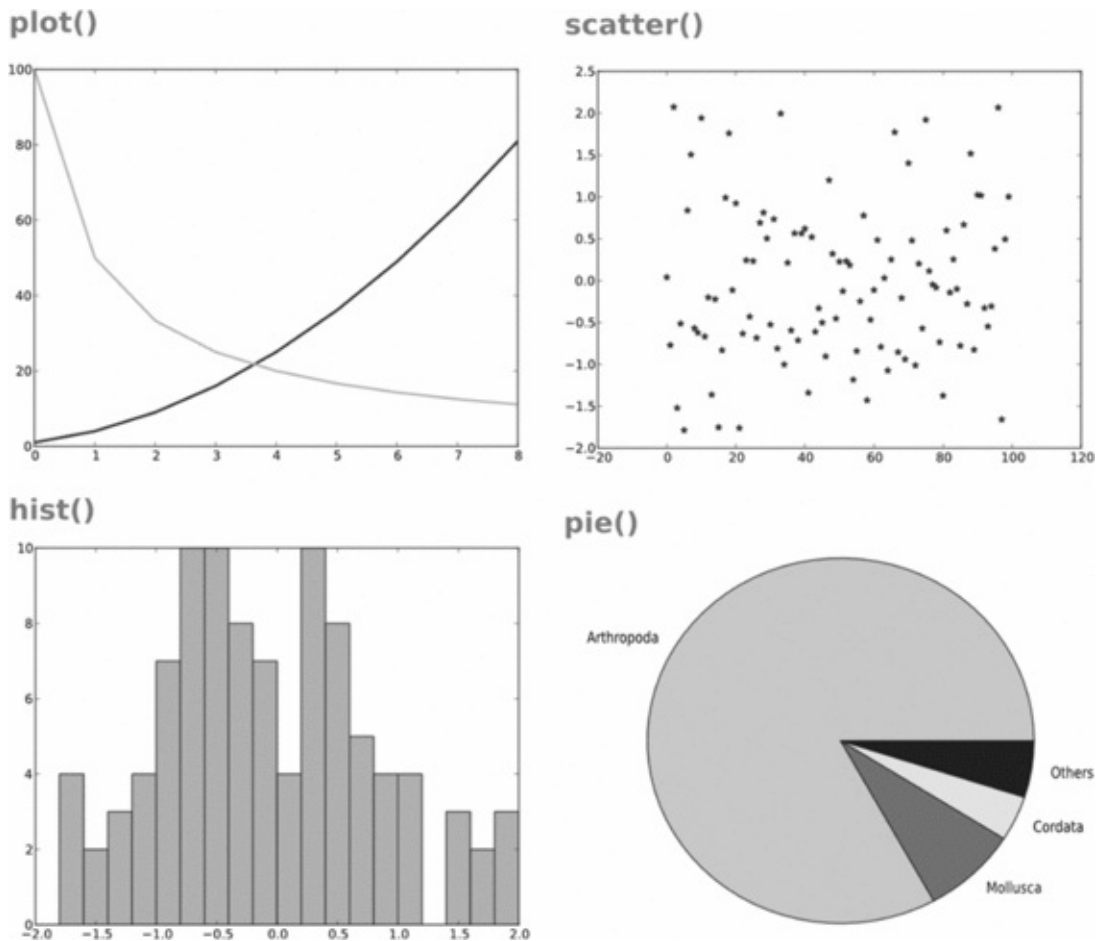 plot()
100
80
60
40
20
0
0 1 2 3 4 5 6 7 8
scatter()
2.5
2.0
1.5
1.0
0.5
0.0
−0.5
−1.0
−1.5
−2.0
−20 0 20 40 60 80 100 120
hist()
10
8
6
4
2
0
−2.0 −1.5 −1.0 −0.5 0.0 0.5 1.0 1.5 2.0
pie()
Arthropoda
Others
Cordata
Mollusca